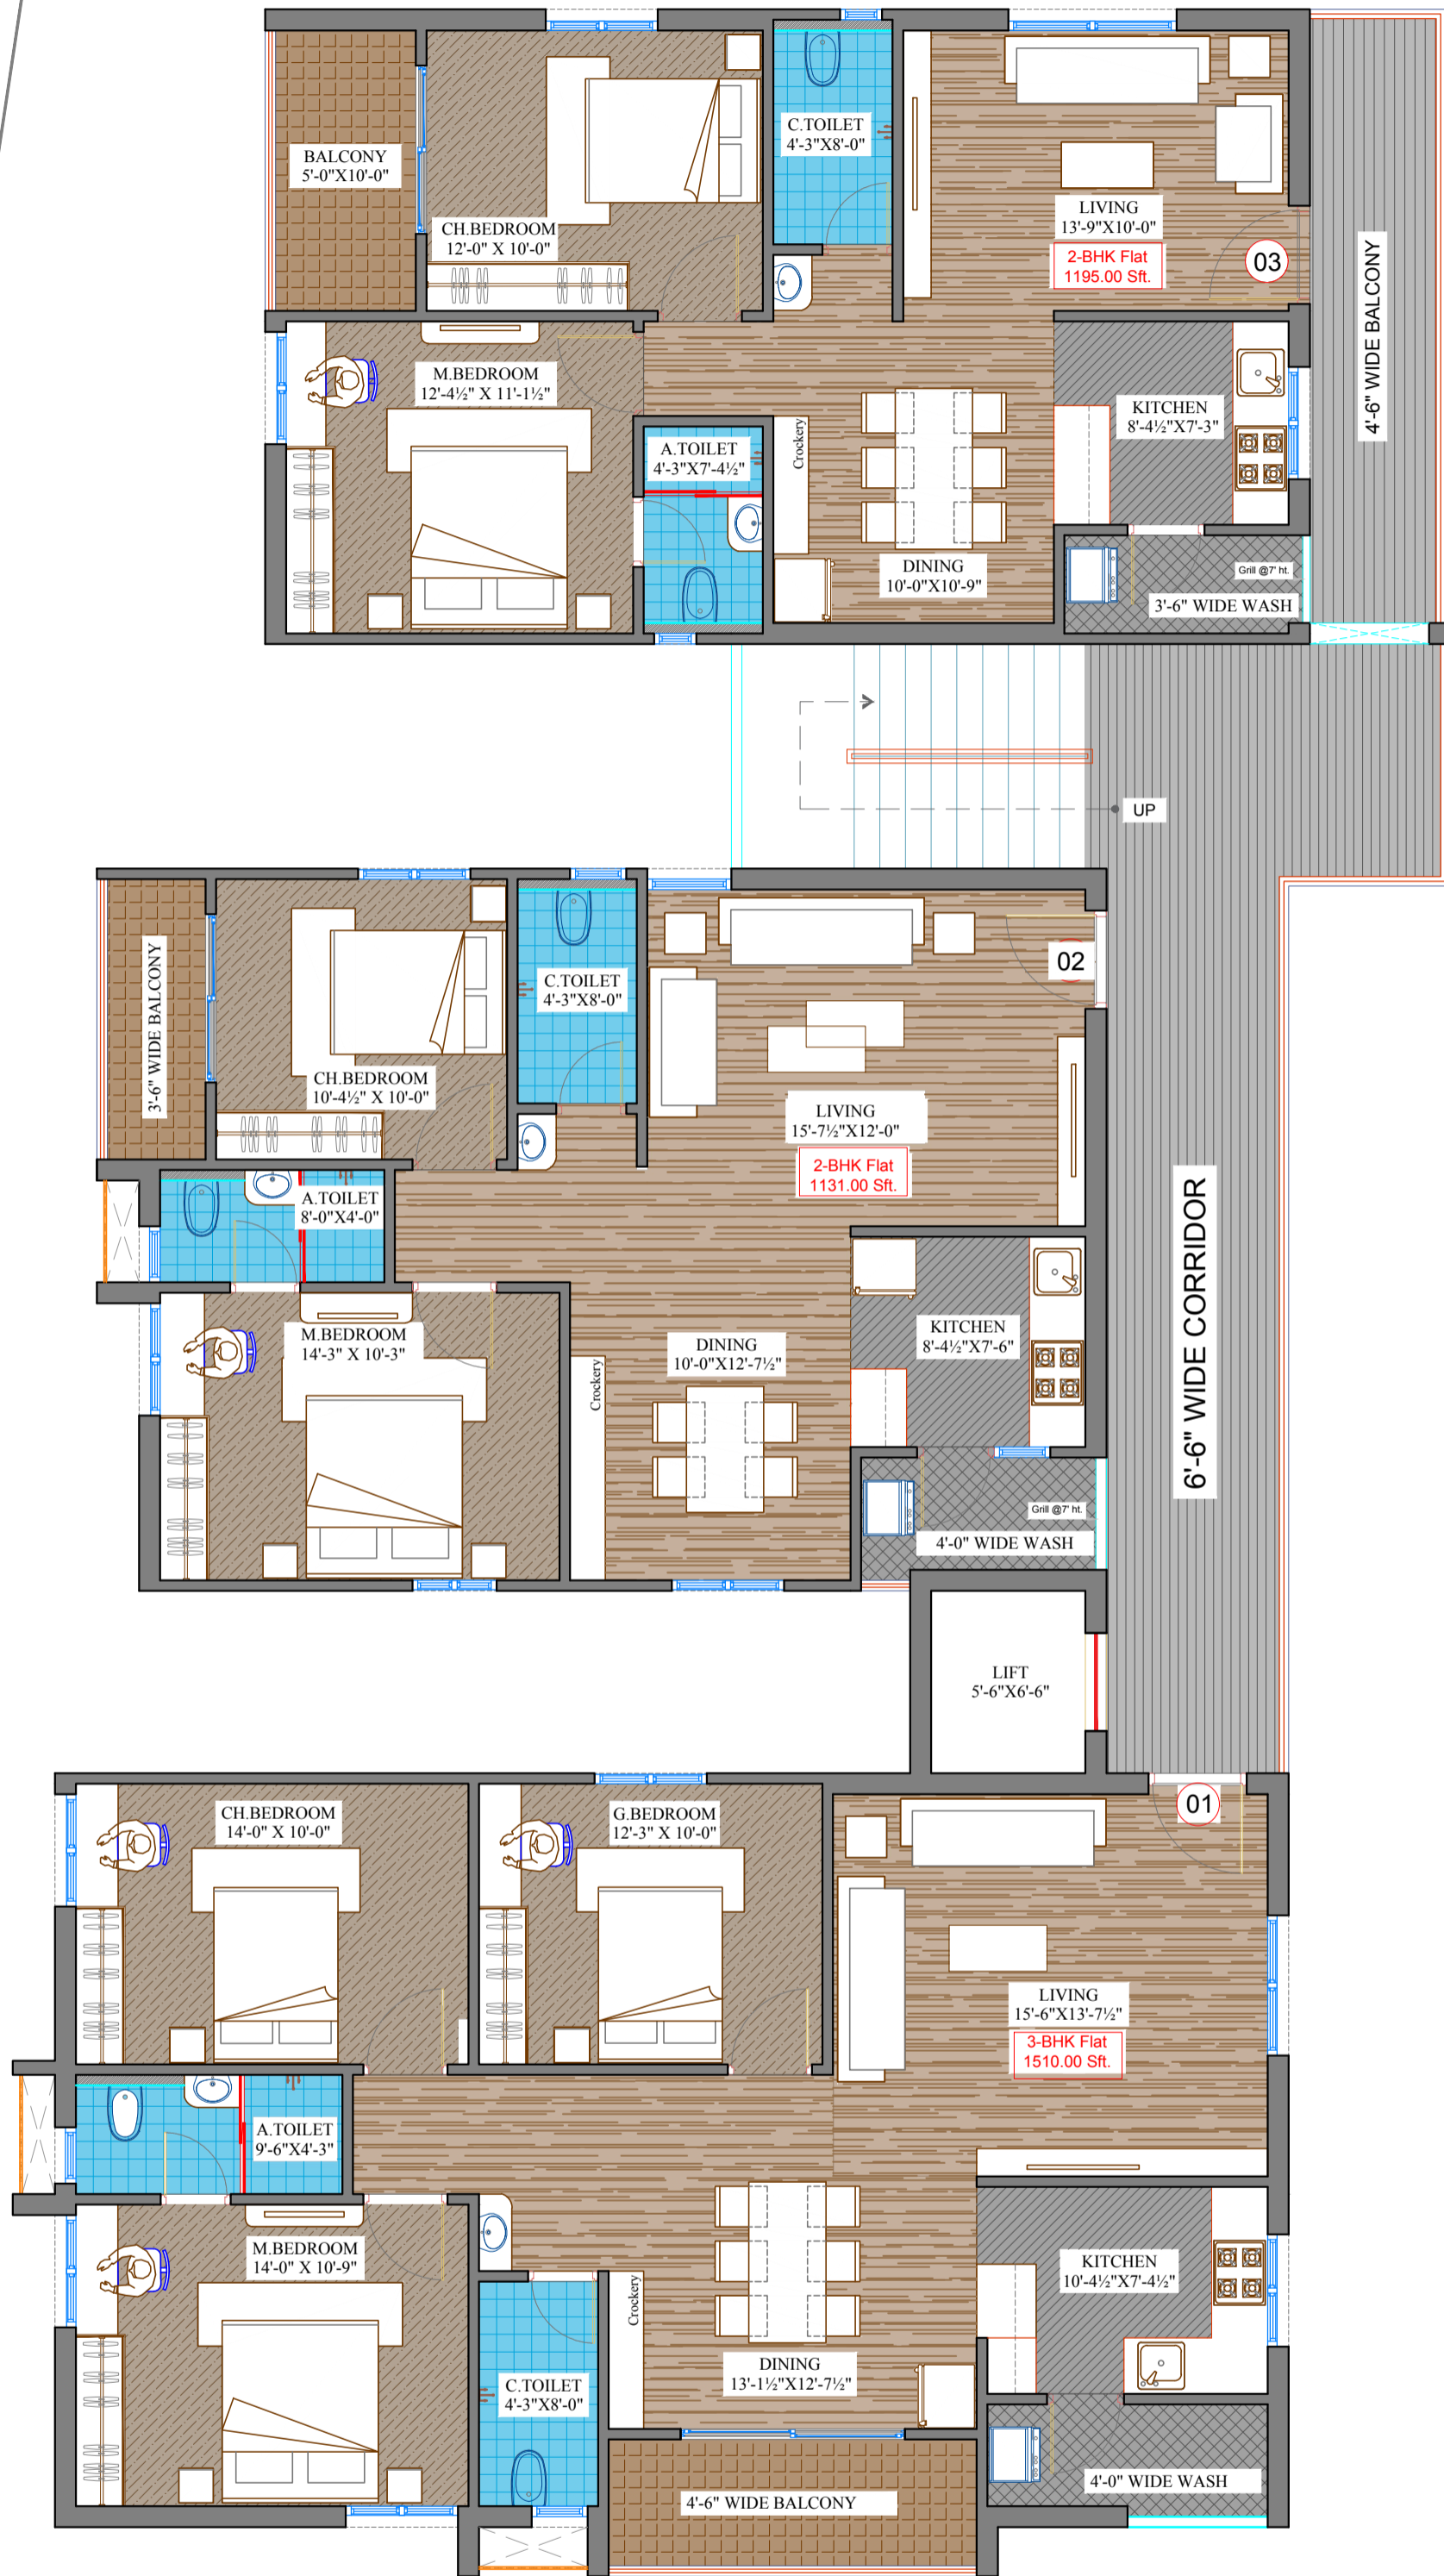 BALCONY
5'-0"X10'-0"
CH.BEDROOM
12'-0" X 10'-0"
C.TOILET
4'-3"X8'-0"
LIVING
13'-9"X10'-0"
2-BHK Flat
1195.00 Sft.
03
4'-6" WIDE BALCONY
M.BEDROOM
12'-4½" X 11'-1½"
A.TOILET
4'-3"X7'-4½"
Crockery
KITCHEN
8'-4½"X7'-3"
DINING
10'-0"X10'-9"
Grill @7' ht.
3'-6" WIDE WASH
UP
3'-6" WIDE BALCONY
CH.BEDROOM
10'-4½" X 10'-0"
C.TOILET
4'-3"X8'-0"
02
LIVING
15'-7½"X12'-0"
2-BHK Flat
1131.00 Sft.
A.TOILET
8'-0"X4'-0"
M.BEDROOM
14'-3" X 10'-3"
Crockery
DINING
10'-0"X12'-7½"
KITCHEN
8'-4½"X7'-6"
Grill @7' ht.
4'-0" WIDE WASH
6'-6" WIDE CORRIDOR
LIFT
5'-6"X6'-6"
CH.BEDROOM
14'-0" X 10'-0"
G.BEDROOM
12'-3" X 10'-0"
01
LIVING
15'-6"X13'-7½"
3-BHK Flat
1510.00 Sft.
A.TOILET
9'-6"X4'-3"
M.BEDROOM
14'-0" X 10'-9"
C.TOILET
4'-3"X8'-0"
Crockery
DINING
13'-1½"X12'-7½"
KITCHEN
10'-4½"X7'-4½"
4'-0" WIDE WASH
4'-6" WIDE BALCONY